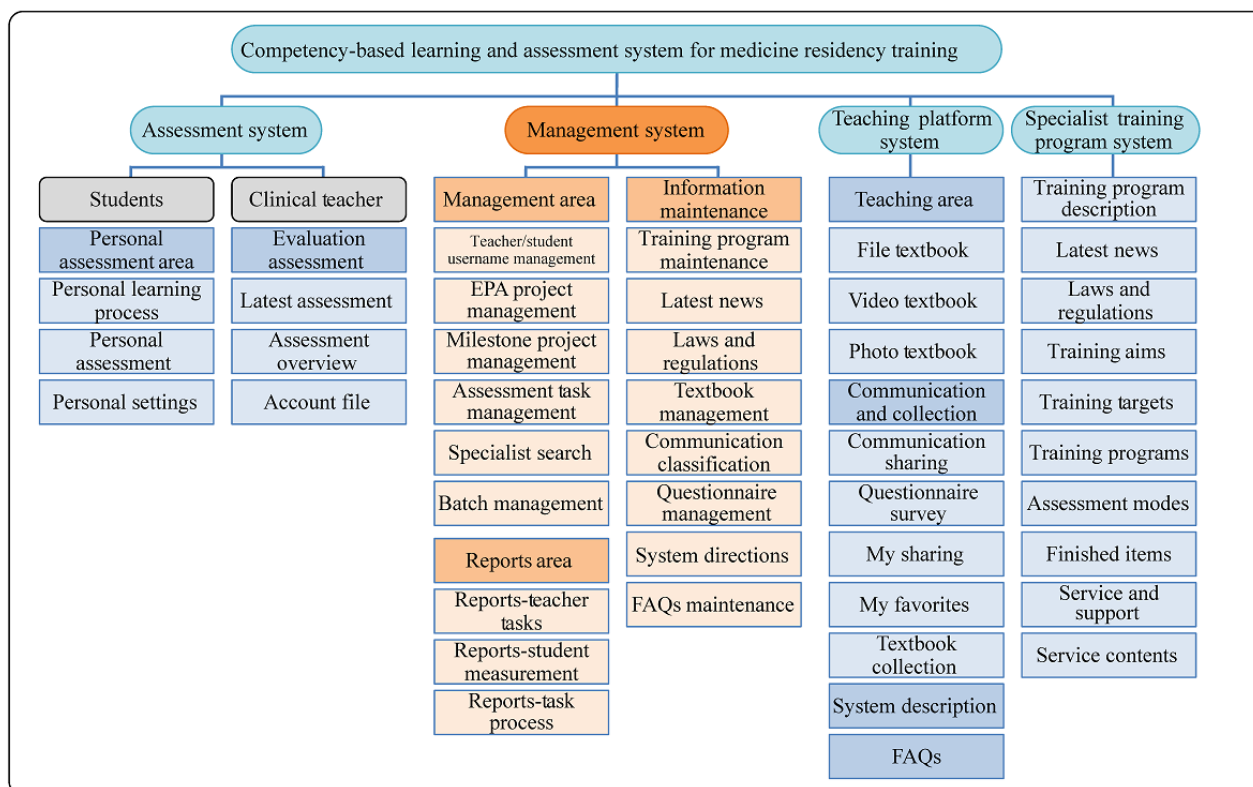 Competency-based learning and assessment system for medicine residency training
Assessment system
Management system
Teaching platform
system
Specialist training
program system
Students
Personal
assessment area
Personal learning
process
Personal
assessment
Personal settings
Clinical teacher
Evaluation
assessment
Latest assessment
Assessment
overview
Account file
Management area
Teacher/student
username management
EPA project
management
Milestone project
management
Assessment task
management
Specialist search
Batch management
Reports area
Reports-teacher
tasks
Reports-student
measurement
Reports-task
process
Information
maintenance
Training program
maintenance
Latest news
Laws and
regulations
Textbook
management
Communication
classification
Questionnaire
management
System directions
FAQs maintenance
Teaching area
File textbook
Video textbook
Photo textbook
Communication
and collection
Communication
sharing
Questionnaire
survey
My sharing
My favorites
Textbook
collection
System description
FAQs
Training program
description
Latest news
Laws and
regulations
Training aims
Training targets
Training programs
Assessment modes
Finished items
Service and
support
Service contents